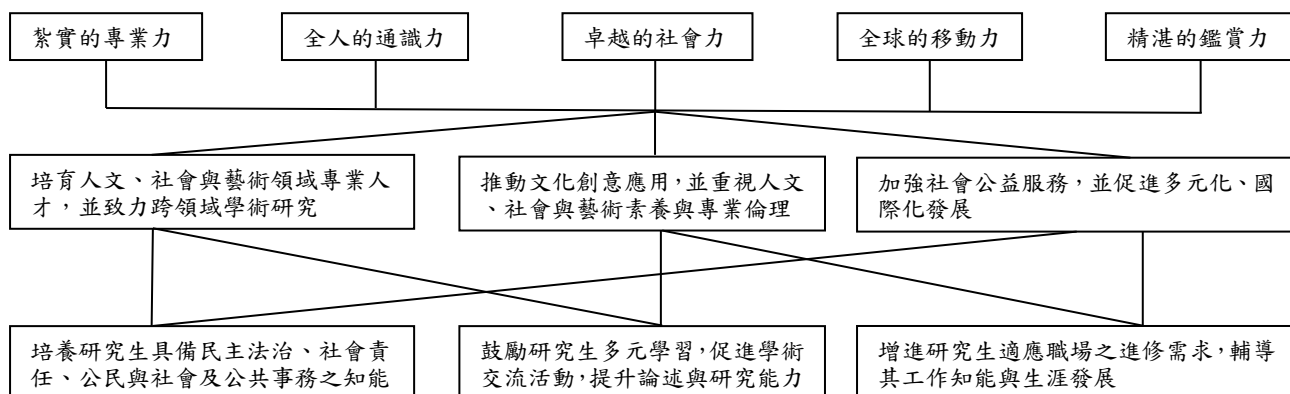 紮實的專業力
全人的通識力
卓越的社會力
全球的移動力
精湛的鑑賞力
培育人文、社會與藝術領域專業人
才，並致力跨領域學術研究
推動文化創意應用，並重視人文
、社會與藝術素養與專業倫理
加強社會公益服務，並促進多元化、國
際化發展
培養研究生具備民主法治、社會責
任、公民與社會及公共事務之知能
鼓勵研究生多元學習，促進學術
交流活動，提升論述與研究能力
增進研究生適應職場之進修需求，輔導
其工作知能與生涯發展